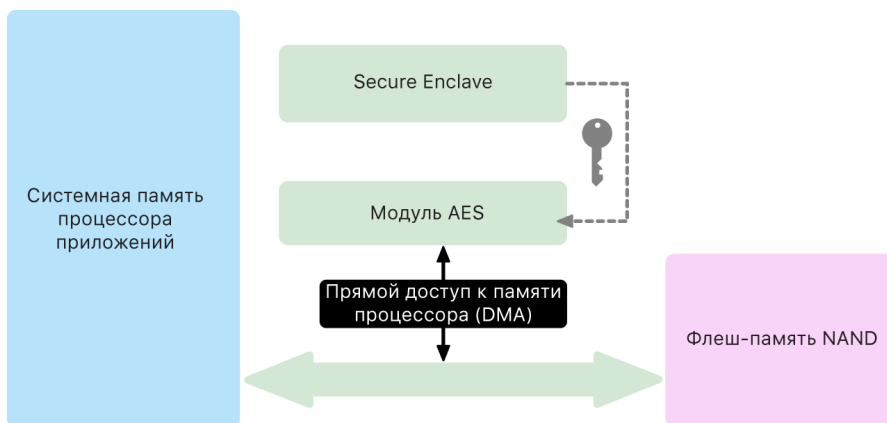 Secure Enclave
Системная память
процессора
приложений
Модуль AES
Прямой доступ к памяти
процессора (DMA)
Флеш-память NAND